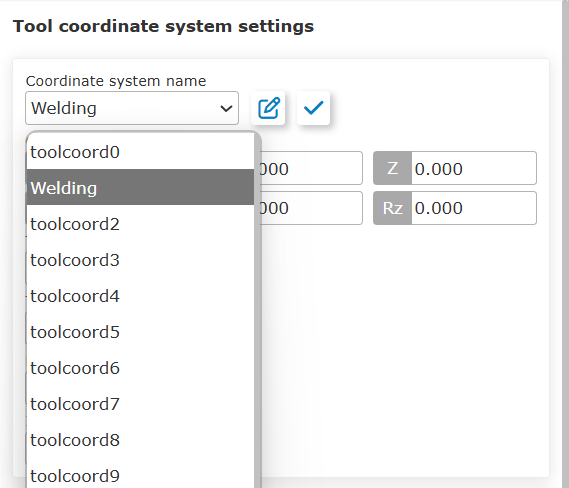 Tool coordinate system settings
Coordinate system name
Welding
toolcoord0
000 Z 0.000
Welding
000 Rz 0.000
toolcoord2
toolcoord3
toolcoord4
toolcoord5
toolcoord6
toolcoord7
toolcoord8
toolcoord9